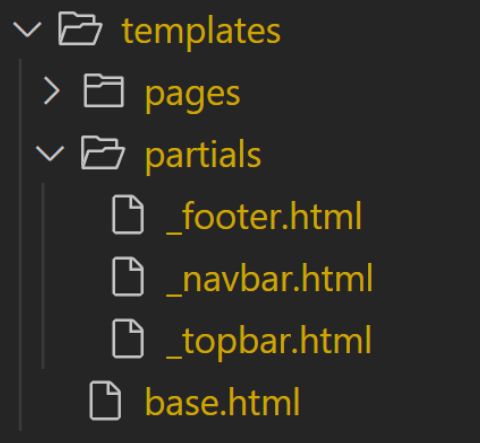 templates
pages
partials
_footer.html
_navbar.html
_topbar.html
base.html